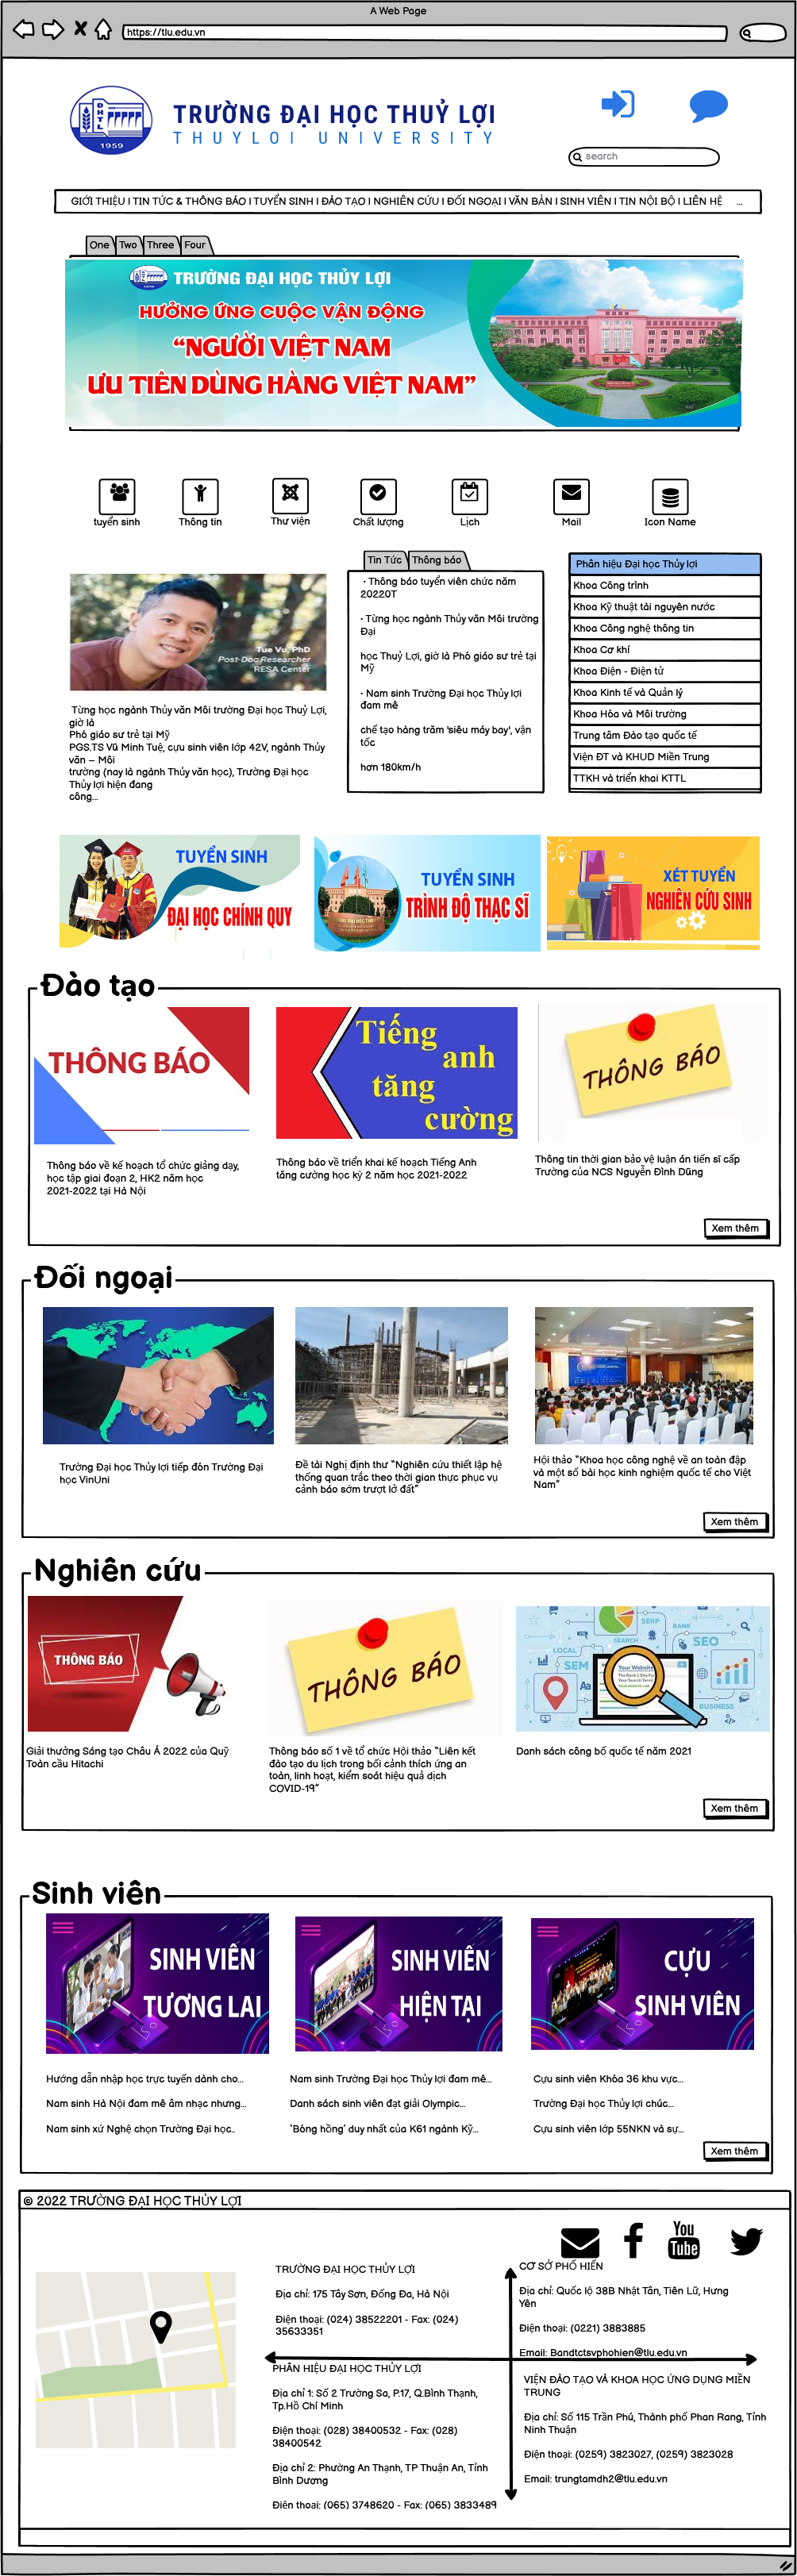 A Web Page
https://tlu.edu.vn
DHTL
1959
TRƯỜNG ĐẠI HỌC THUỶ LỢI
THUYLOI UNIVERSITY
search
GIỚI THIỆU I TIN TỨC & THÔNG BÁO I TUYỂN SINH I ĐÀO TẠO I NGHIÊN CỨU I ĐỐI NGOẠI I VĂN BẢN I SINH VIÊN I TIN NỘI BỘ I LIÊN HỆ ...
One Two Three Four
TRƯỜNG ĐẠI HỌC THỦY LỢI
HƯỞNG ỨNG CUỘC VẬN ĐỘNG
“NGƯỜI VIỆT NAM
ƯU TIÊN DÙNG HÀNG VIỆT NAM”
tuyển sinh Thông tin Thư viện Chất lượng Lịch Mail Icon Name
Tue Vu, PhD
Post-Doc Researcher
RESA Center
Từng học ngành Thủy văn Môi trường Đại học Thuỷ Lợi,
giờ là
Phó giáo sư trẻ tại Mỹ
PGS.TS Vũ Minh Tuệ, cựu sinh viên lớp 42V, ngành Thủy
văn – Môi
trường (nay là ngành Thủy văn học), Trường Đại học
Thủy lợi hiện đang
công...
Tin Tức Thông báo
· Thông báo tuyển viên chức năm
20220T
· Từng học ngành Thủy văn Môi trường
Đại
học Thuỷ Lợi, giờ là Phó giáo sư trẻ tại
Mỹ
· Nam sinh Trường Đại học Thủy lợi
đam mê
chế tạo hàng trăm 'siêu máy bay', vận
tốc
hơn 180km/h
Phân hiệu Đại học Thủy lợi
Khoa Công trình
Khoa Kỹ thuật tài nguyên nước
Khoa Công nghệ thông tin
Khoa Cơ khí
Khoa Điện - Điện tử
Khoa Kinh tế và Quản lý
Khoa Hóa và Môi trường
Trung tâm Đào tạo quốc tế
Viện ĐT và KHUD Miền Trung
TTKH và triển khai KTTL
TUYỂN SINH
ĐẠI HỌC CHÍNH QUY
TUYỂN SINH
TRÌNH ĐỘ THẠC SĨ
XÉT TUYỂN
NGHIÊN CỨU SINH
Đào tạo
THÔNG BÁO
Tiếng
anh
tăng
cường
THÔNG BÁO
Thông báo về kế hoạch tổ chức giảng dạy,
học tập giai đoạn 2, HK2 năm học
2021-2022 tại Hà Nội
Thông báo về triển khai kế hoạch Tiếng Anh
tăng cường học kỳ 2 năm học 2021-2022
Thông tin thời gian bảo vệ luận án tiến sĩ cấp
Trường của NCS Nguyễn Đình Dũng
Xem thêm
Đối ngoại
Trường Đại học Thủy lợi tiếp đón Trường Đại
học VinUni
Đề tài Nghị định thư “Nghiên cứu thiết lập hệ
thống quan trắc theo thời gian thực phục vụ
cảnh báo sớm trượt lở đất”
Hội thảo “Khoa học công nghệ về an toàn đập
và một số bài học kinh nghiệm quốc tế cho Việt
Nam”
Xem thêm
Nghiên cứu
THÔNG BÁO
THÔNG BÁO
SERP
LOCAL
SEARCH
RANK
SEO
SEM
Your Website
BUSINESS
Giải thưởng Sáng tạo Châu Á 2022 của Quỹ
Toàn cầu Hitachi
Thông báo số 1 về tổ chức Hội thảo “Liên kết
đào tạo du lịch trong bối cảnh thích ứng an
toàn, linh hoạt, kiểm soát hiệu quả dịch
COVID-19”
Danh sách công bố quốc tế năm 2021
Xem thêm
Sinh viên
SINH VIÊN
TƯƠNG LAI
SINH VIÊN
HIỆN TẠI
CỰU
SINH VIÊN
Hướng dẫn nhập học trực tuyến dành cho...
Nam sinh Hà Nội đam mê âm nhạc nhưng...
Nam sinh xứ Nghệ chọn Trường Đại học..
Nam sinh Trường Đại học Thủy lợi đam mê...
Danh sách sinh viên đạt giải Olympic...
‘Bóng hồng’ duy nhất của K61 ngành Kỹ...
Cựu sinh viên Khóa 36 khu vực...
Trường Đại học Thủy lợi chúc...
Cựu sinh viên lớp 55NKN và sự...
Xem thêm
© 2022 TRƯỜNG ĐẠI HỌC THỦY LỢI
You
Tube
TRƯỜNG ĐẠI HỌC THỦY LỢI
Địa chỉ: 175 Tây Sơn, Đống Đa, Hà Nội
Điện thoại: (024) 38522201 - Fax: (024)
35633351
CƠ SỞ PHỐ HIẾN
Địa chỉ: Quốc lộ 38B Nhật Tân, Tiên Lữ, Hưng
Yên
Điện thoại: (0221) 3883885
Email: Bandtctsvphohien@tlu.edu.vn
PHÂN HIỆU ĐẠI HỌC THỦY LỢI
Địa chỉ 1: Số 2 Trường Sa, P.17, Q.Bình Thạnh,
Tp.Hồ Chí Minh
Điện thoại: (028) 38400532 - Fax: (028)
38400542
Địa chỉ 2: Phường An Thạnh, TP Thuận An, Tỉnh
Bình Dương
Điện thoại: (065) 3748620 - Fax: (065) 3833489
VIỆN ĐÀO TẠO VÀ KHOA HỌC ỨNG DỤNG MIỀN
TRUNG
Địa chỉ: Số 115 Trần Phú, Thành phố Phan Rang, Tỉnh
Ninh Thuận
Điện thoại: (0259) 3823027, (0259) 3823028
Email: trungtamdh2@tlu.edu.vn